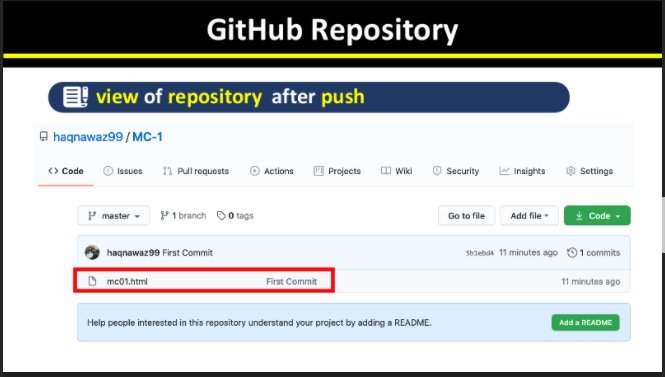 GitHub Repository
view of repository after push
haqnawaz99 / MC-1
Code Issues Pull requests Actions Projects Wiki Security Insights Settings
master 1 branch 0 tags Go to file Add file Code
haqnawaz99 First Commit 5b1ebd4 11 minutes ago 1 commits
mc01.html First Commit 11 minutes ago
Help people interested in this repository understand your project by adding a README. Add a README